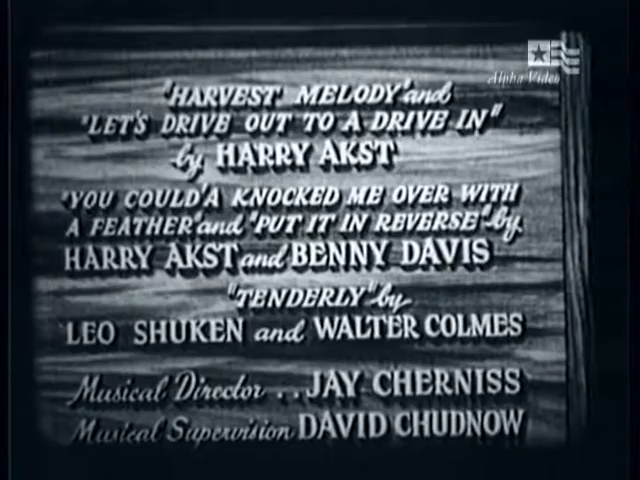 Alpha Video
"HARVEST MELODY" and
"LET'S DRIVE OUT TO A DRIVE IN"
by HARRY AKST
"YOU COULD'A KNOCKED ME OVER WITH
A FEATHER" and "PUT IT IN REVERSE" by
HARRY AKST and BENNY DAVIS
"TENDERLY" by
LEO SHUKEN and WALTER COLMES
Musical Director .. JAY CHERNISS
Musical Supervision DAVID CHUDNOW